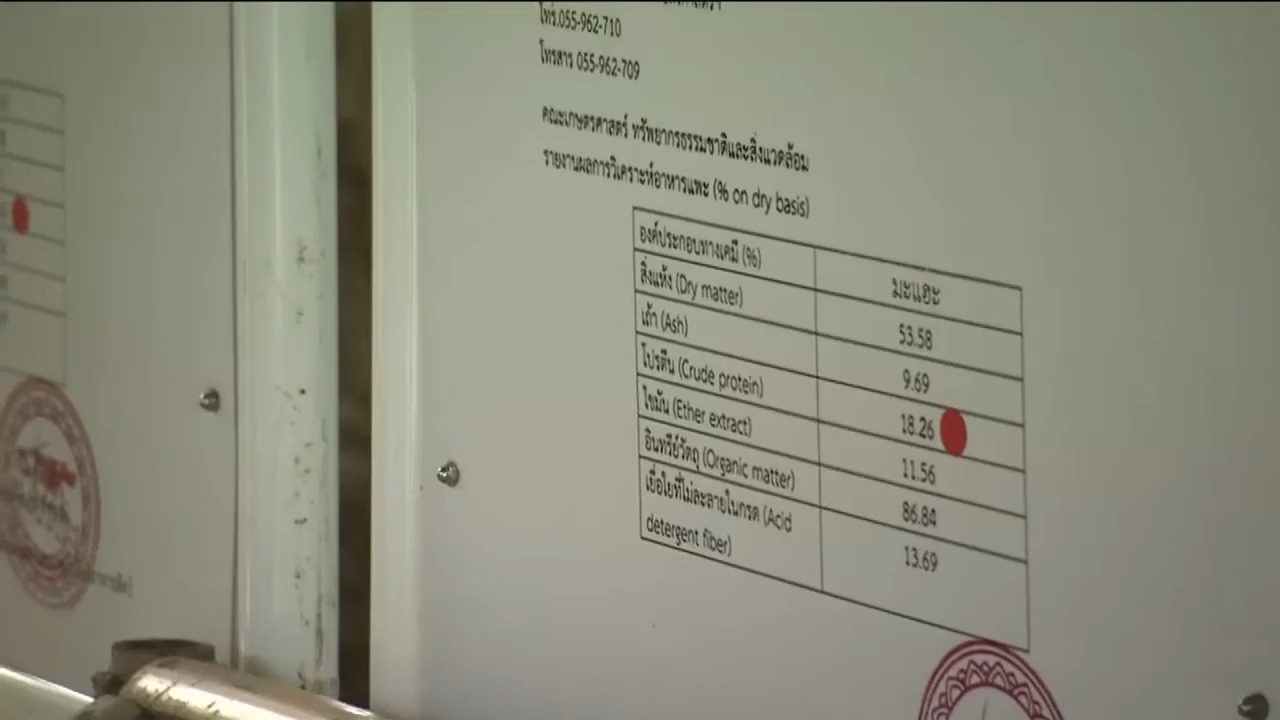 โทร.055-962-710
โทรสาร 055-962-709
คณะเกษตรศาสตร์ ทรัพยากรธรรมชาติและสิ่งแวดล้อม
รายงานผลการวิเคราะห์อาหารแพะ (% on dry basis)
องค์ประกอบทางเคมี (%) มะแฮะ
สิ่งแห้ง (Dry matter) 53.58
เถ้า (Ash) 9.69
โปรตีน (Crude protein) 18.26
ไขมัน (Ether extract) 11.56
อินทรีย์วัตถุ (Organic matter) 86.84
เยื่อใยที่ไม่ละลายในกรด (Acid 13.69
detergent fiber)